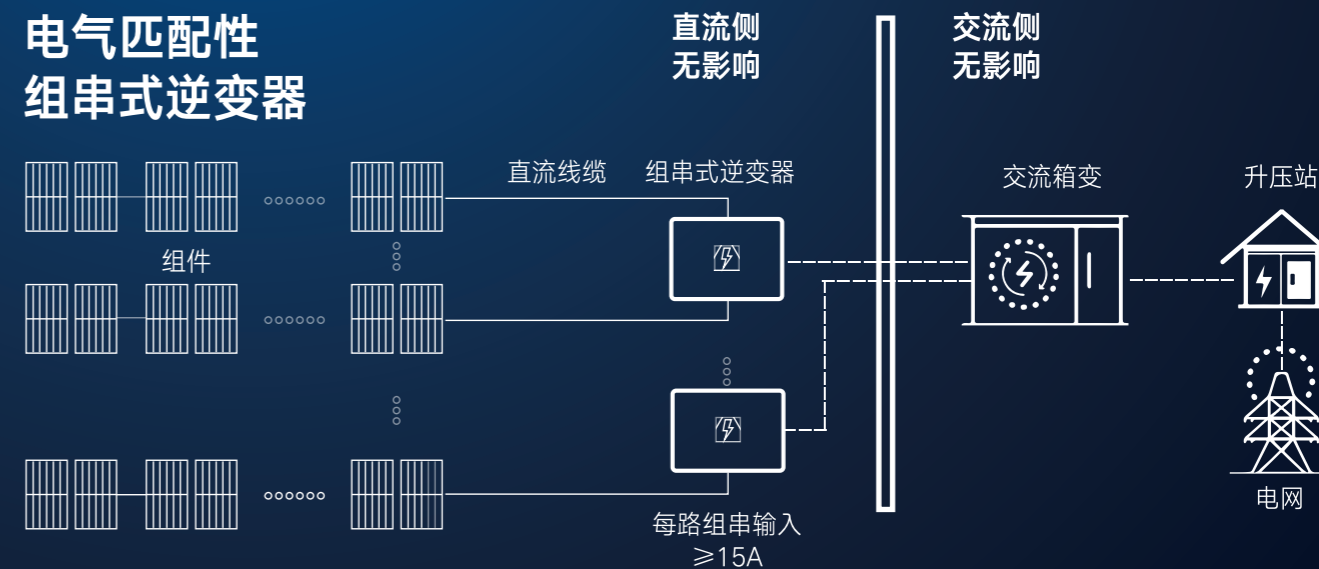 电气匹配性
组串式逆变器
直流侧
无影响
交流侧
无影响
直流线缆
组串式逆变器
交流箱变
升压站
组件
电网
每路组串输入
≥15A